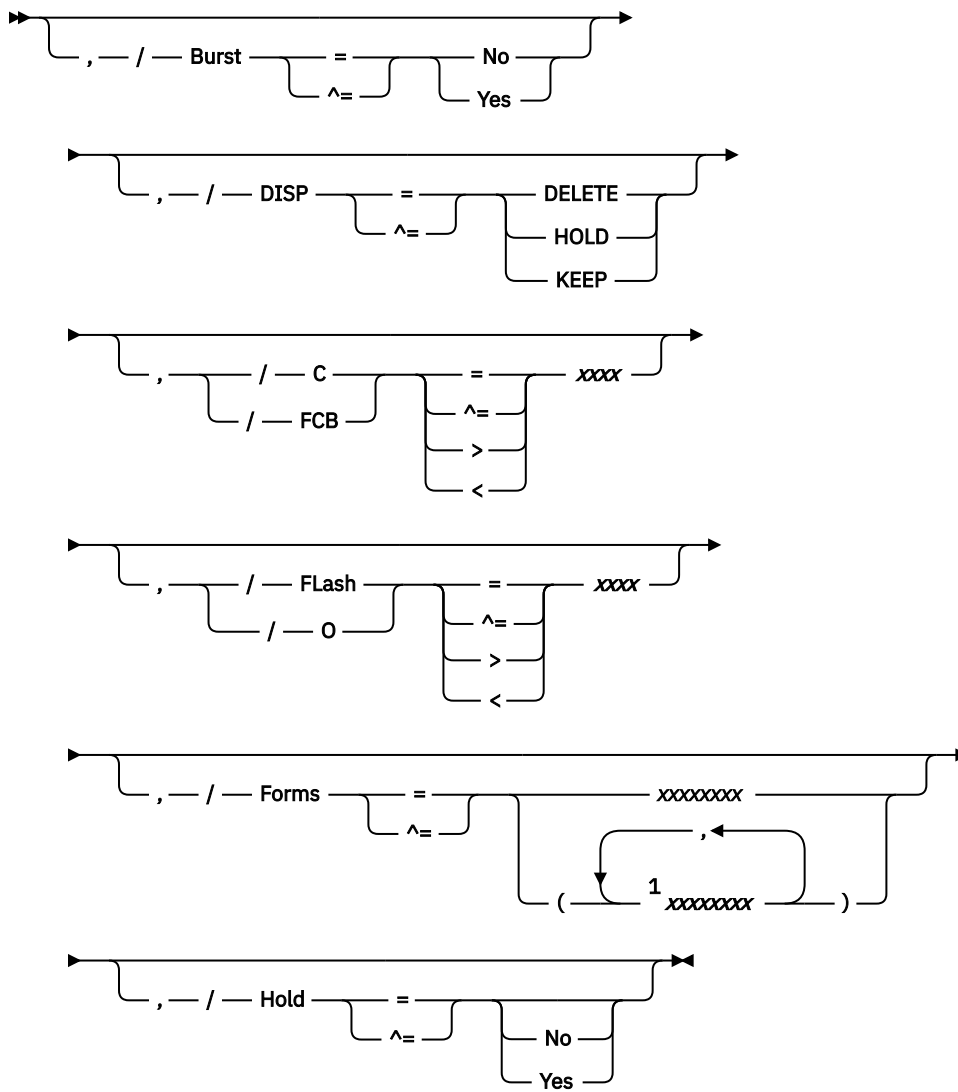 , / Burst = No
^= Yes
, / DISP = DELETE
^= HOLD
KEEP
, / C = xxxx
/ FCB ^=
>
<
, / FLash = xxxx
/ O ^=
>
<
, / Forms = xxxxxxxx
^= ,
( 1 xxxxxxxx )
, / Hold =
^= No
Yes